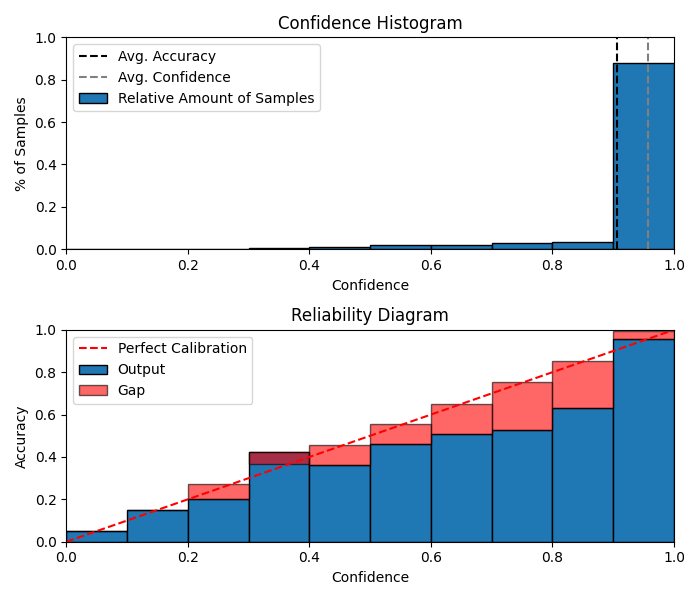 Confidence Histogram
1.0
0.8
0.6
0.4
0.2
0.0
% of Samples
Avg. Accuracy
Avg. Confidence
Relative Amount of Samples
0.0 0.2 0.4 0.6 0.8 1.0
Confidence
Reliability Diagram
1.0
0.8
0.6
0.4
0.2
0.0
Accuracy
Perfect Calibration
Output
Gap
0.0 0.2 0.4 0.6 0.8 1.0
Confidence